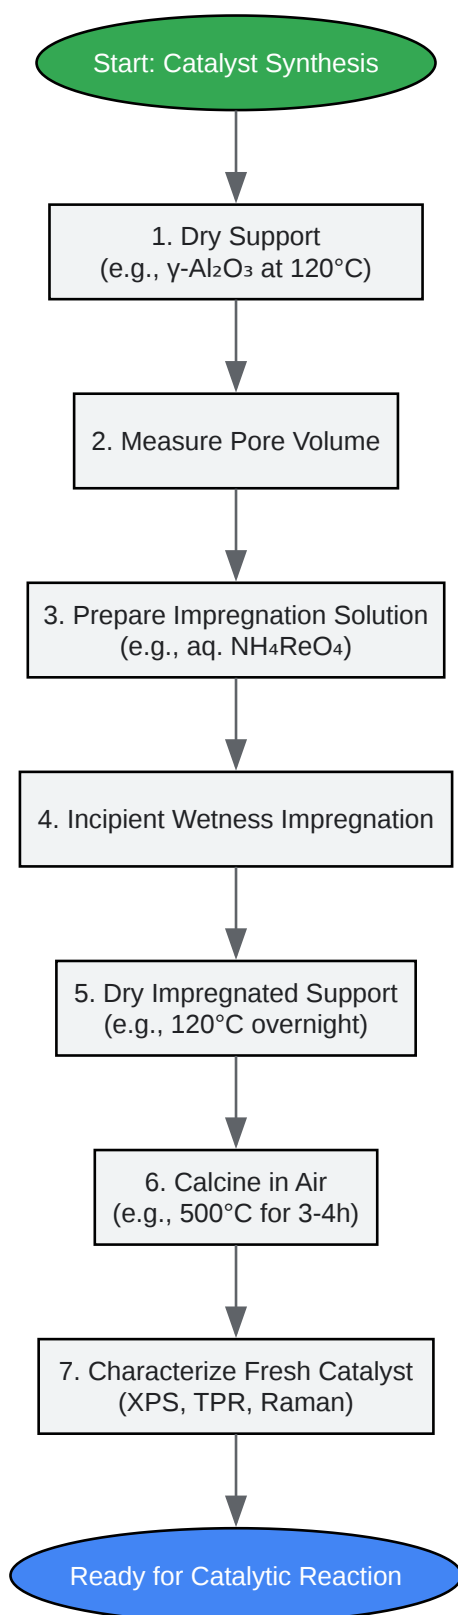 Start: Catalyst Synthesis
1. Dry Support
(e.g., γ-Al₂O₃ at 120°C)
2. Measure Pore Volume
3. Prepare Impregnation Solution
(e.g., aq. NH₄ReO₄)
4. Incipient Wetness Impregnation
5. Dry Impregnated Support
(e.g., 120°C overnight)
6. Calcine in Air
(e.g., 500°C for 3-4h)
7. Characterize Fresh Catalyst
(XPS, TPR, Raman)
Ready for Catalytic Reaction